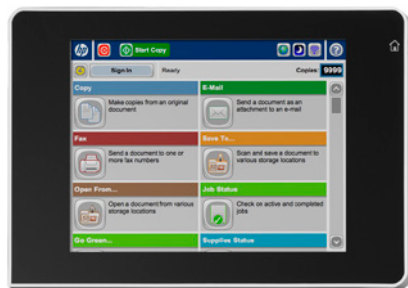 hp
Start Copy
Sign In
Ready
Copies:
9999
Copy
Make copies from an original
document
E-Mail
Send a document as an
attachment to an e-mail
Fax
Send a document to one or
more fax numbers
Save To...
Scan and save a document to
various storage locations
Open From...
Open a document from various
storage locations
Job Status
Check on active and completed
jobs
Go Green...
Supplies Status